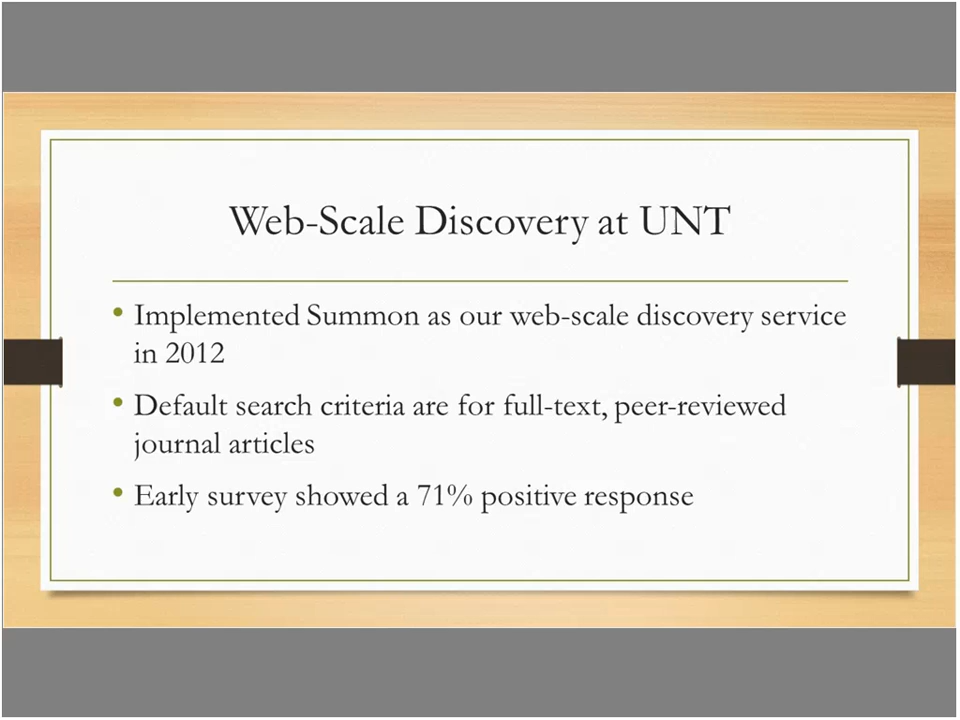 Web-Scale Discovery at UNT
• Implemented Summon as our web-scale discovery service
in 2012
• Default search criteria are for full-text, peer-reviewed
journal articles
• Early survey showed a 71% positive response